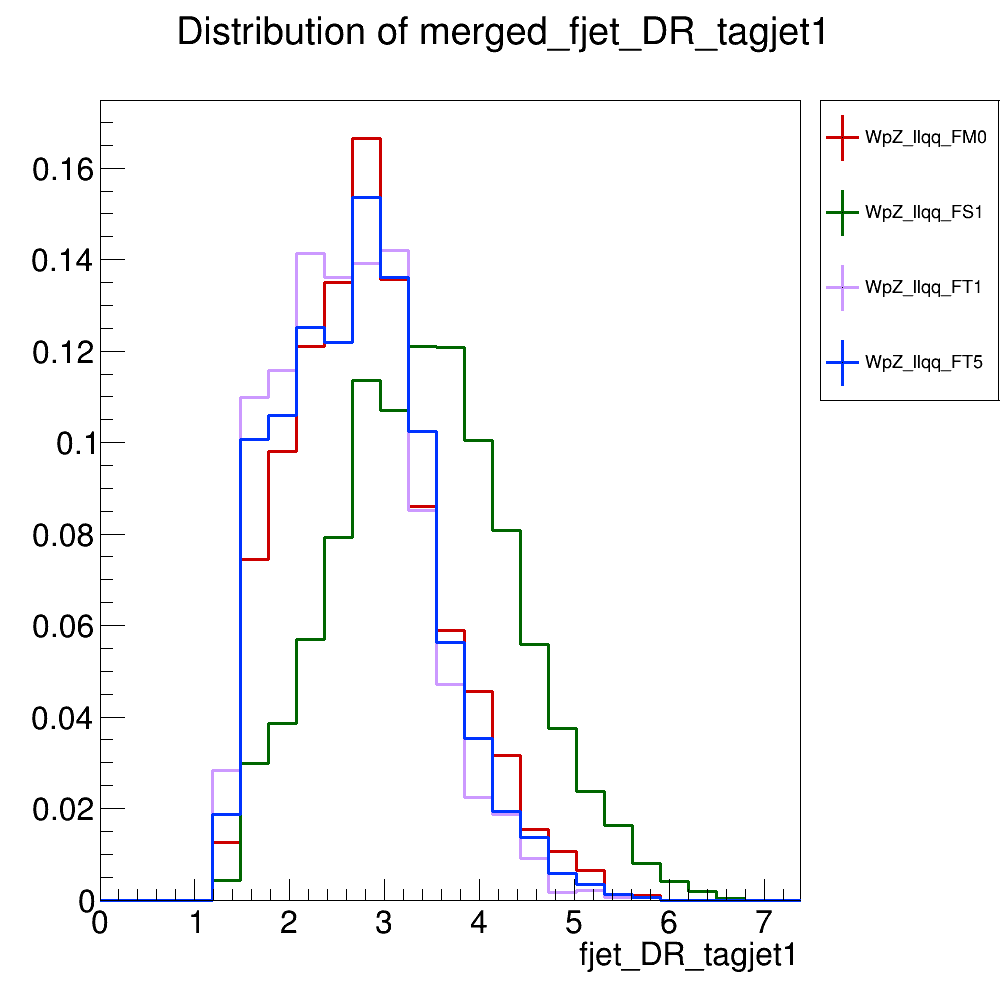 Distribution of merged_fjet_DR_tagjet1
WpZ_llqq_FM0
WpZ_llqq_FS1
WpZ_llqq_FT1
WpZ_llqq_FT5
0.16
0.14
0.12
0.1
0.08
0.06
0.04
0.02
0
0 1 2 3 4 5 6 7
fjet_DR_tagjet1